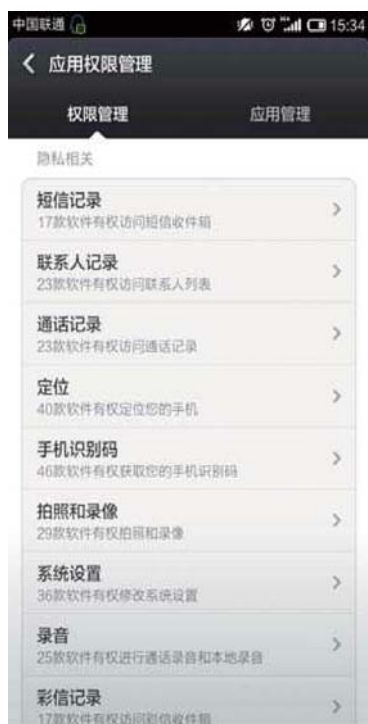 中国联通 15:34
应用权限管理
权限管理 应用管理
隐私相关
短信记录
17款软件有权访问短信收件箱
联系人记录
23款软件有权访问联系人列表
通话记录
23款软件有权访问通话记录
定位
40款软件有权定位您的手机
手机识别码
46款软件有权获取您的手机识别码
拍照和录像
29款软件有权拍照和录像
系统设置
36款软件有权修改系统设置
录音
25款软件有权进行通话录音和本地录音
彩信记录
17款软件有权访问彩信收件箱